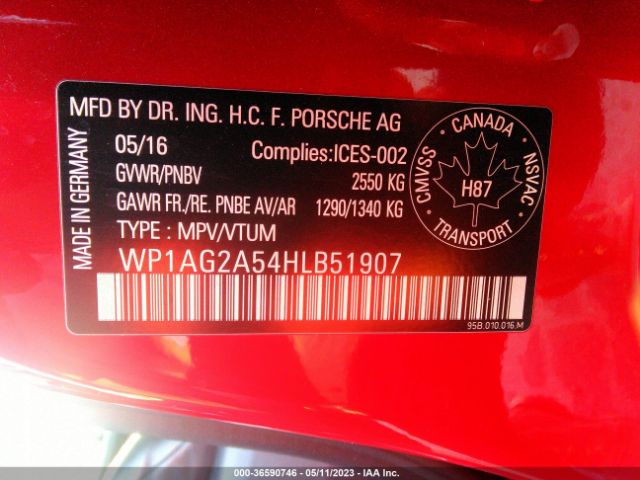 MADE IN GERMANY
MFD BY DR. ING. H.C. F. PORSCHE AG
05/16 Complies:ICES-002
GVWR/PNBV 2550 KG
GAWR FR./RE. PNBE AV/AR 1290/1340 KG
TYPE : MPV/VTUM
WP1AG2A54HLB51907
95B.010.016.M
CANADA
CMVSS NSVAC
H87
TRANSPORT
000-36590746 - 05/11/2023 - IAA Inc.